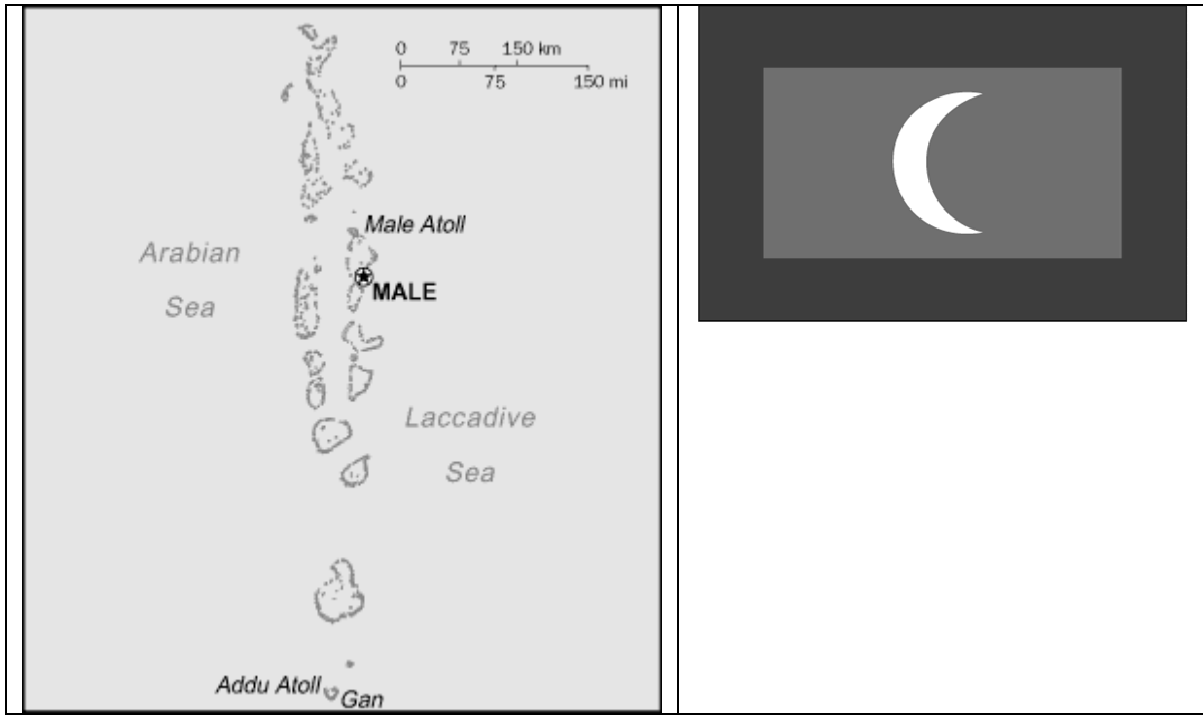 0 75 150 km
0 75 150 mi
Male Atoll
Arabian
Sea
MALE
Laccadive
Sea
Addu Atoll
Gan